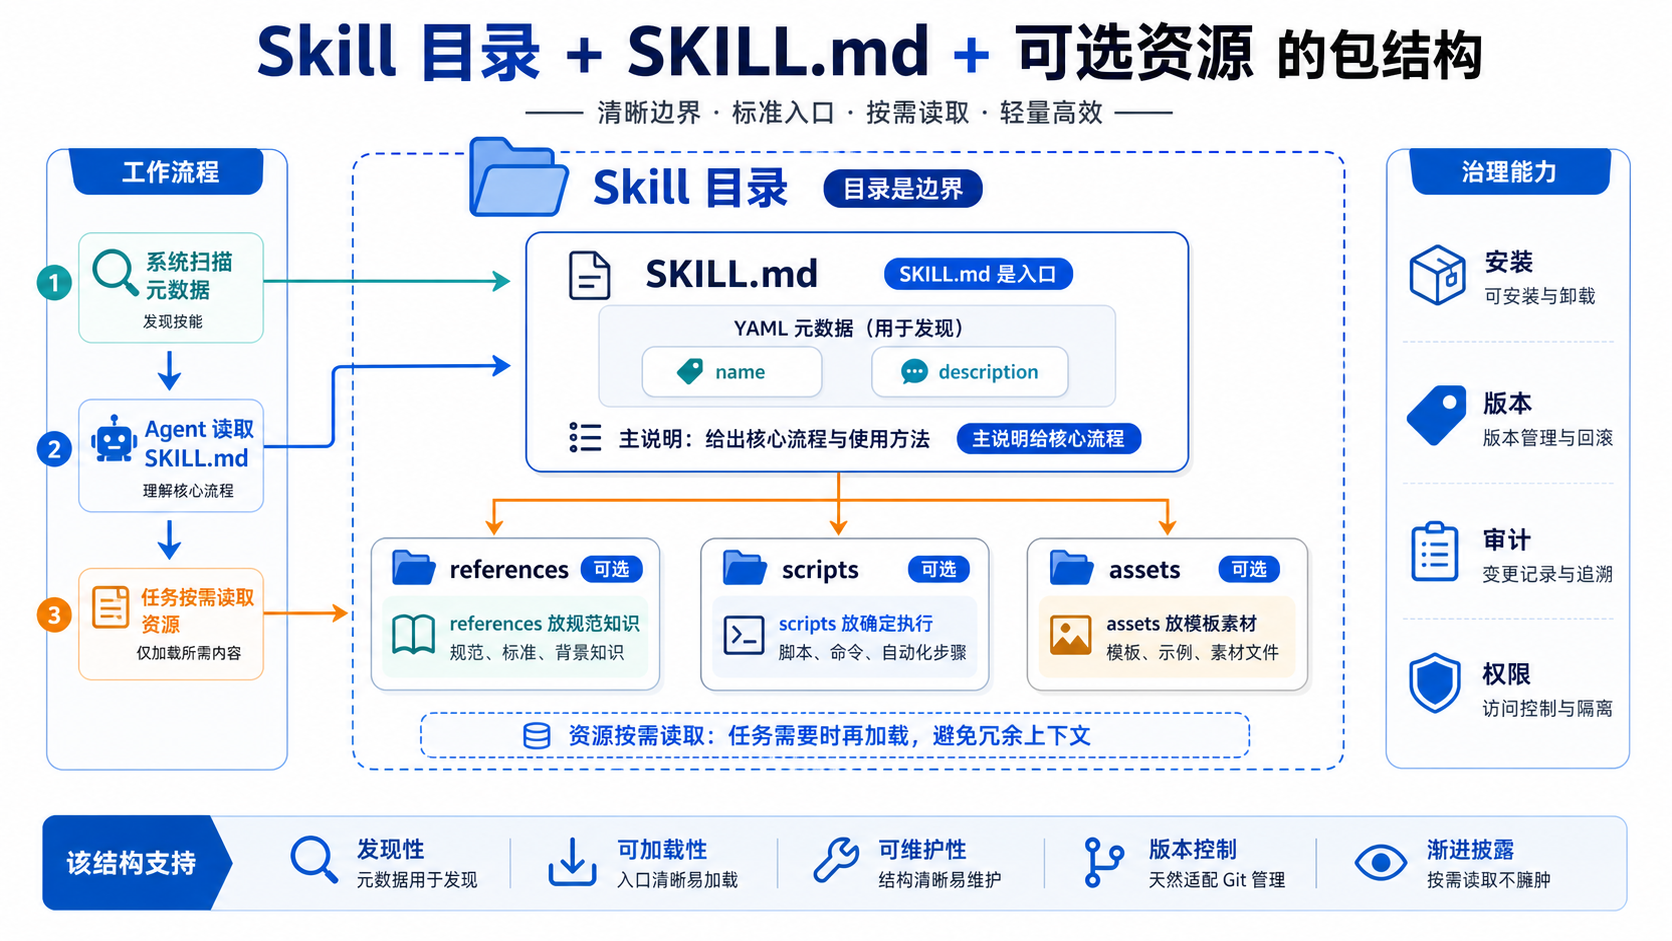 Skill 目录 + SKILL.md + 可选资源 的包结构
清晰边界 · 标准入口 · 按需读取 · 轻量高效
工作流程
1
系统扫描
元数据
发现按能
2
Agent 读取
SKILL.md
理解核心流程
3
任务按需读取
资源
仅加载所需内容
Skill 目录
目录是边界
SKILL.md
SKILL.md 是入口
YAML 元数据（用于发现）
name
description
主说明：给出核心流程与使用方法
主说明给核心流程
references
可选
references 放规范知识
规范、标准、背景知识
scripts
可选
scripts 放确定执行
脚本、命令、自动化步骤
assets
可选
assets 放模板素材
模板、示例、素材文件
资源按需读取：任务需要时再加载，避免冗余上下文
治理能力
安装
可安装与卸载
版本
版本管理与回滚
审计
变更记录与追溯
权限
访问控制与隔离
该结构支持
发现性
元数据用于发现
可加载性
入口清晰易加载
可维护性
结构清晰易维护
版本控制
天然适配 Git 管理
渐进披露
按需读取不臃肿